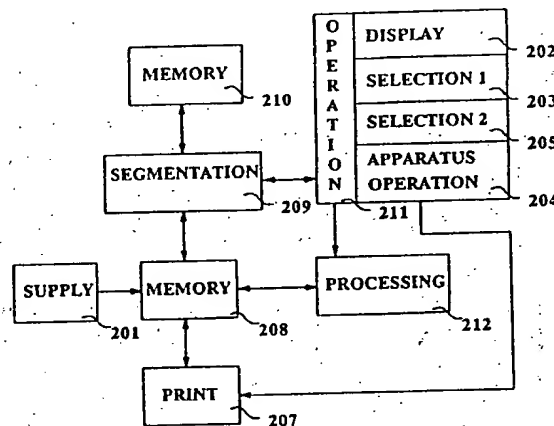 MEMORY
210
OPERATION
211
DISPLAY
202
SELECTION 1
203
SELECTION 2
205
APPARATUS
OPERATION
204
SEGMENTATION
209
SUPPLY
201
MEMORY
208
PROCESSING
212
PRINT
207